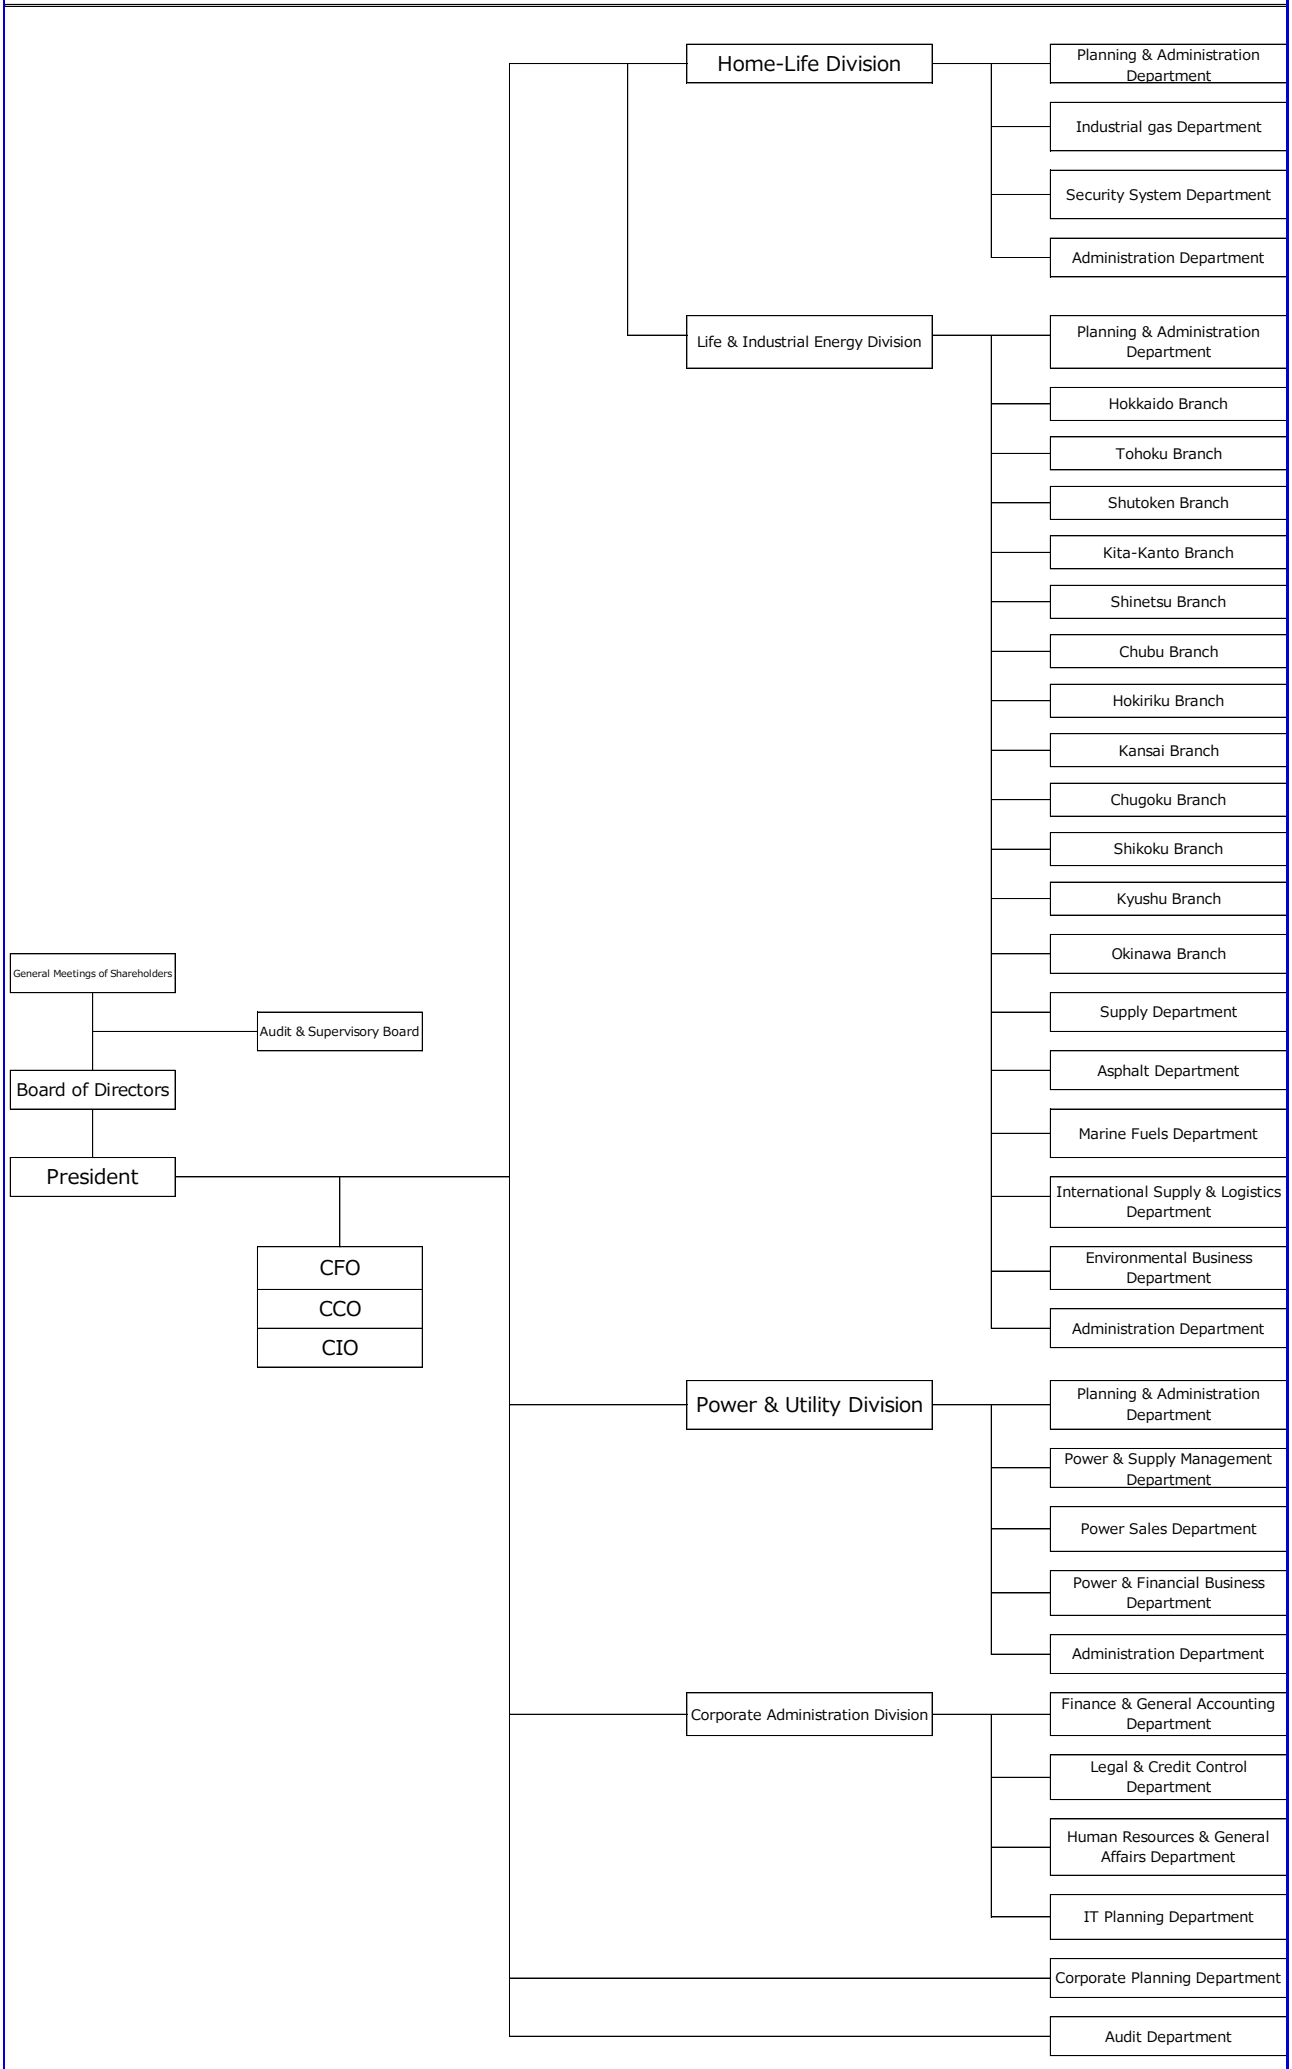 Home-Life Division
Planning & Administration
Department
Industrial gas Department
Security System Department
Administration Department
Life & Industrial Energy Division
Planning & Administration
Department
Hokkaido Branch
Tohoku Branch
Shutoken Branch
Kita-Kanto Branch
Shinetsu Branch
Chubu Branch
Hokiriku Branch
Kansai Branch
Chugoku Branch
Shikoku Branch
Kyushu Branch
Okinawa Branch
General Meetings of Shareholders
Supply Department
Audit & Supervisory Board
Asphalt Department
Board of Directors
Marine Fuels Department
President
International Supply & Logistics
Department
Environmental Business
Department
CFO
CCO
CIO
Administration Department
Power & Utility Division
Planning & Administration
Department
Power & Supply Management
Department
Power Sales Department
Power & Financial Business
Department
Administration Department
Corporate Administration Division
Finance & General Accounting
Department
Legal & Credit Control
Department
Human Resources & General
Affairs Department
IT Planning Department
Corporate Planning Department
Audit Department